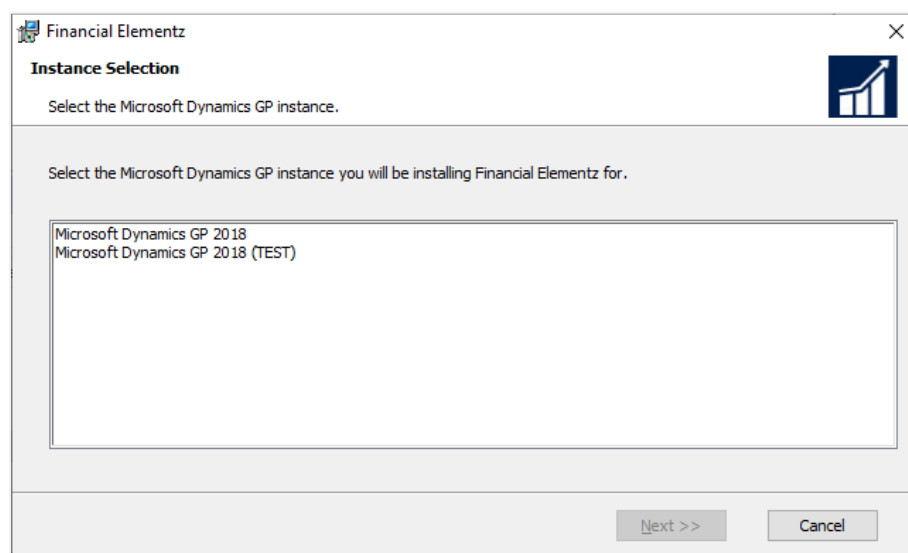 Financial Elementz
Instance Selection
Select the Microsoft Dynamics GP instance.
Select the Microsoft Dynamics GP instance you will be installing Financial Elementz for.
Microsoft Dynamics GP 2018
Microsoft Dynamics GP 2018 (TEST)
Next >>
Cancel